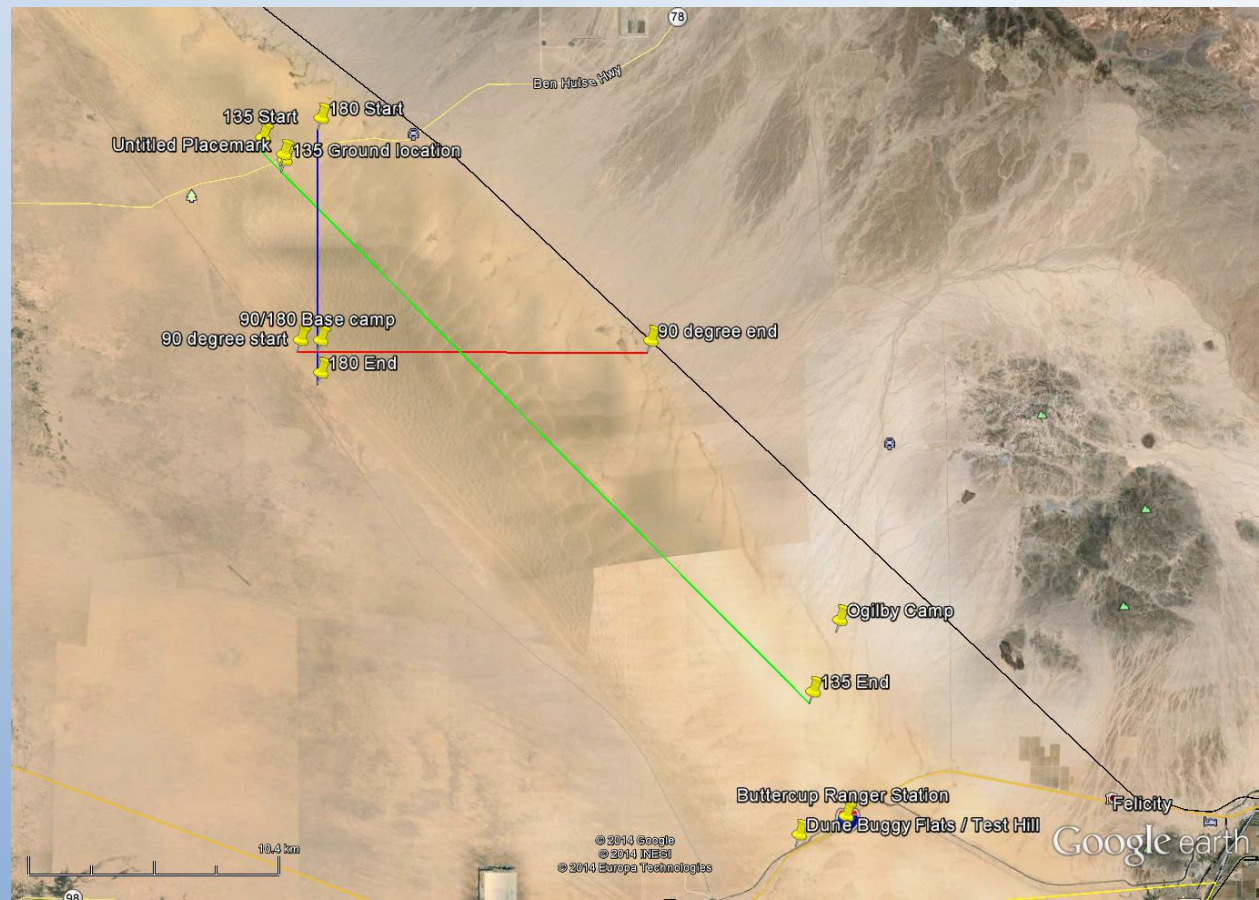 78
Ben Hulse Hwy
135 Start
180 Start
Untitled Placemark
135 Ground location
90/180 Base camp
90 degree start
90 degree end
180 End
Ogilby Camp
135 End
Buttercup Ranger Station
Felicity
Dune Buggy Flats / Test Hill
© 2014 Google
© 2014 INEGI
© 2014 Europa Technologies
Google earth
10.4 km
98